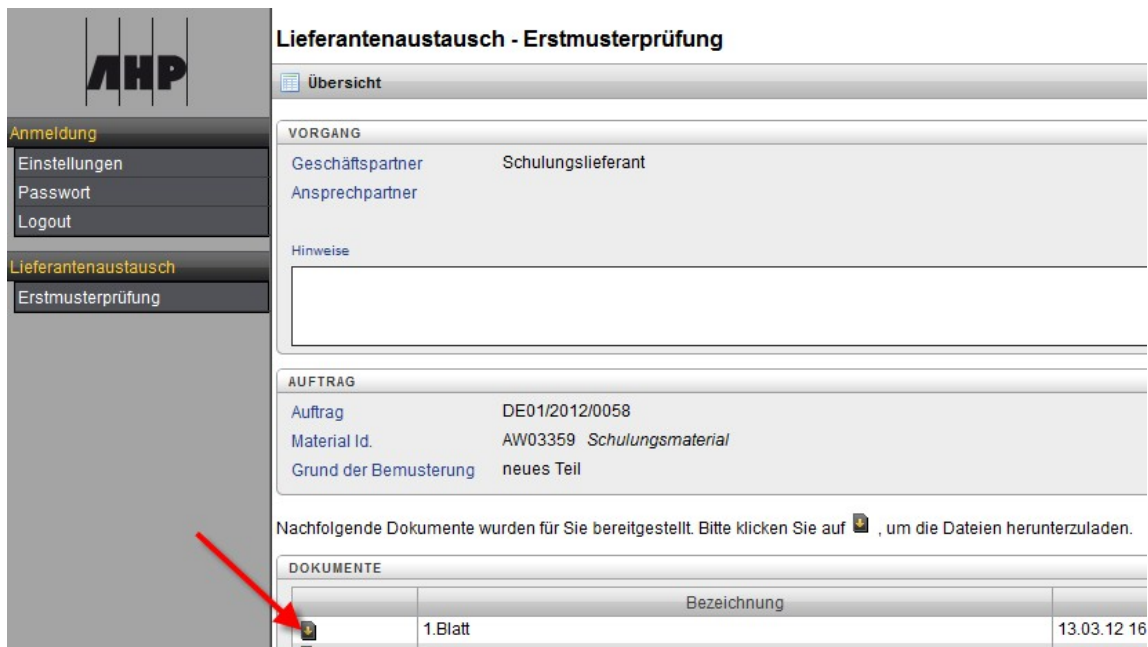 AHP
Anmeldung
Einstellungen
Passwort
Logout
Lieferantenaustausch
Erstmusterprüfung
Lieferantenaustausch - Erstmusterprüfung
Übersicht
VORGANG
Geschäftspartner Schulungslieferant
Ansprechpartner
Hinweise
AUFTRAG
Auftrag DE01/2012/0058
Material Id. AW03359 Schulungsmaterial
Grund der Bemusterung neues Teil
Nachfolgende Dokumente wurden für Sie bereitgestellt. Bitte klicken Sie auf , um die Dateien herunterzuladen.
DOKUMENTE
Bezeichnung
1.Blatt 13.03.12 16